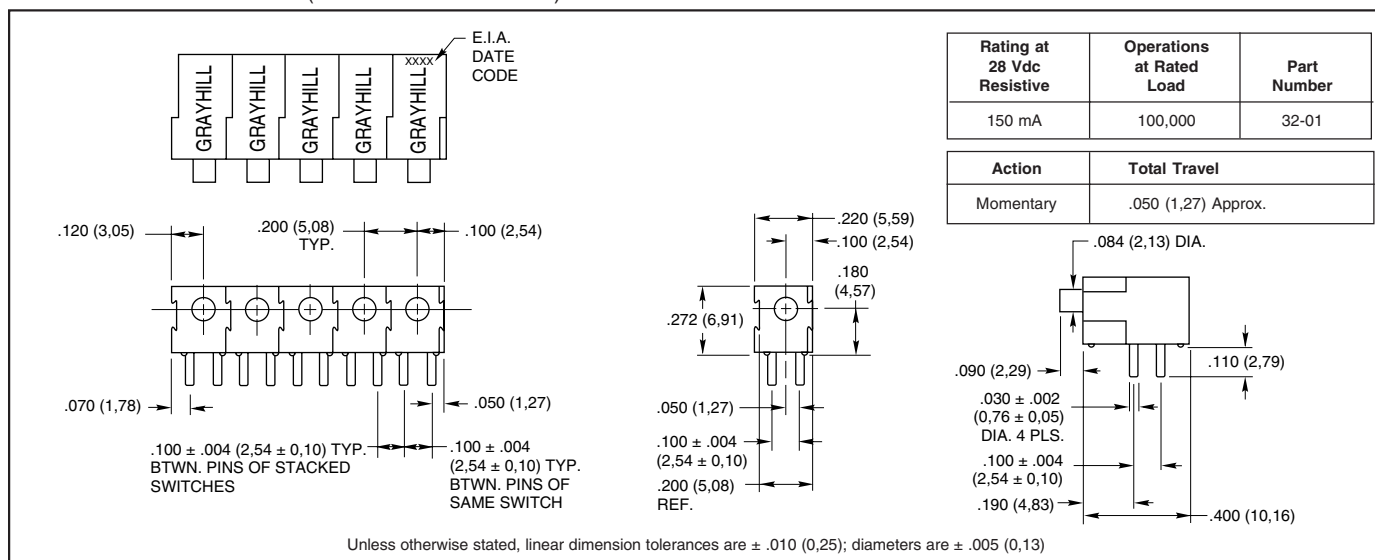 E.I.A.
DATE
CODE
XXXX
GRAYHILL
GRAYHILL
GRAYHILL
GRAYHILL
GRAYHILL
Rating at
28 Vdc
Resistive
Operations
at Rated
Load
Part
Number
150 mA
100,000
32-01
Action
Total Travel
Momentary
.050 (1,27) Approx.
.120 (3,05)
.200 (5,08)
TYP.
.100 (2,54)
.070 (1,78)
.050 (1,27)
.100 ± .004 (2,54 ± 0,10) TYP.
BTWN. PINS OF STACKED
SWITCHES
.100 ± .004
(2,54 ± 0,10) TYP.
BTWN. PINS OF
SAME SWITCH
.220 (5,59)
.100 (2,54)
.180
(4,57)
.272 (6,91)
.050 (1,27)
.100 ± .004
(2,54 ± 0,10)
.200 (5,08)
REF.
.084 (2,13) DIA.
.090 (2,29)
.110 (2,79)
.030 ± .002
(0,76 ± 0,05)
DIA. 4 PLS.
.100 ± .004
(2,54 ± 0,10)
.190 (4,83)
.400 (10,16)
Unless otherwise stated, linear dimension tolerances are ± .010 (0,25); diameters are ± .005 (0,13)